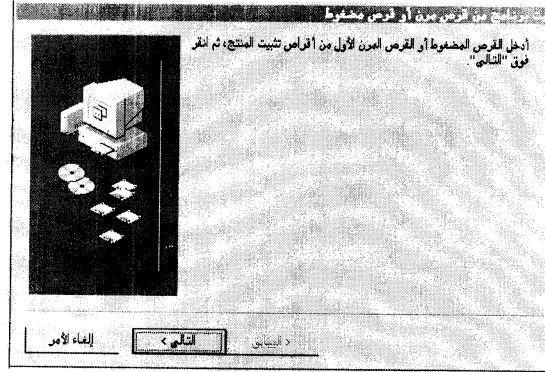 برنامج من قرص مرن أو قرص مضغوط
أدخل القرص المضغوط أو القرص المرن الأول من أقراص تثبيت المنتج، ثم انقر
فوق "التالي".
< السابق
التالي >
إلغاء الأمر